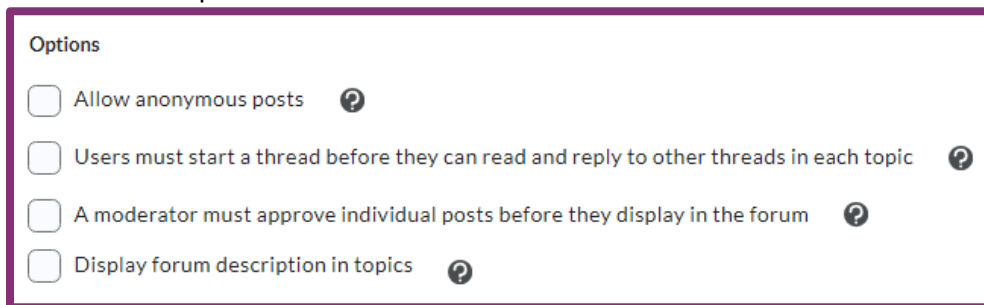 Options
Allow anonymous posts
Users must start a thread before they can read and reply to other threads in each topic
A moderator must approve individual posts before they display in the forum
Display forum description in topics